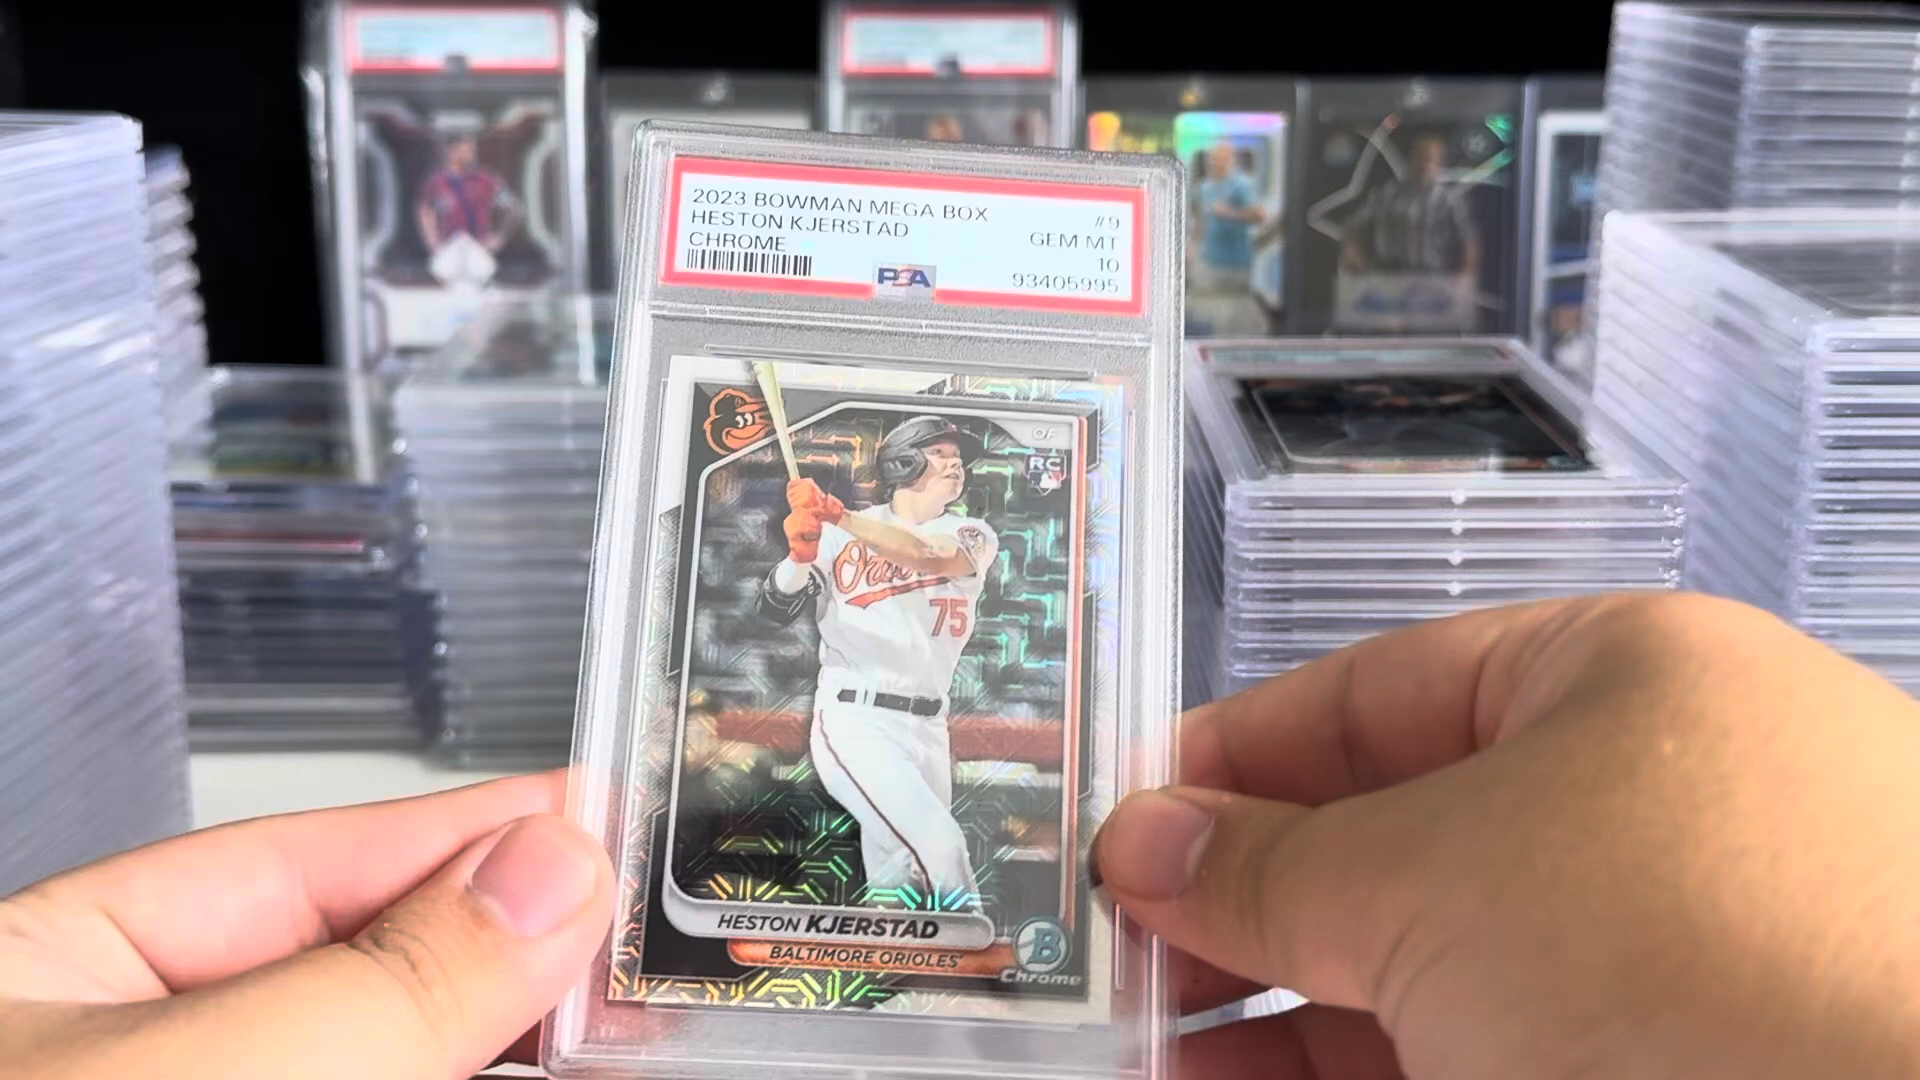 2023 BOWMAN MEGA BOX #9
HESTON KJERSTAD GEM MT
CHROME 10
PSA 93405995
OF
RC
Orio
75
HESTON KJERSTAD
BALTIMORE ORIOLES
B
Chrome